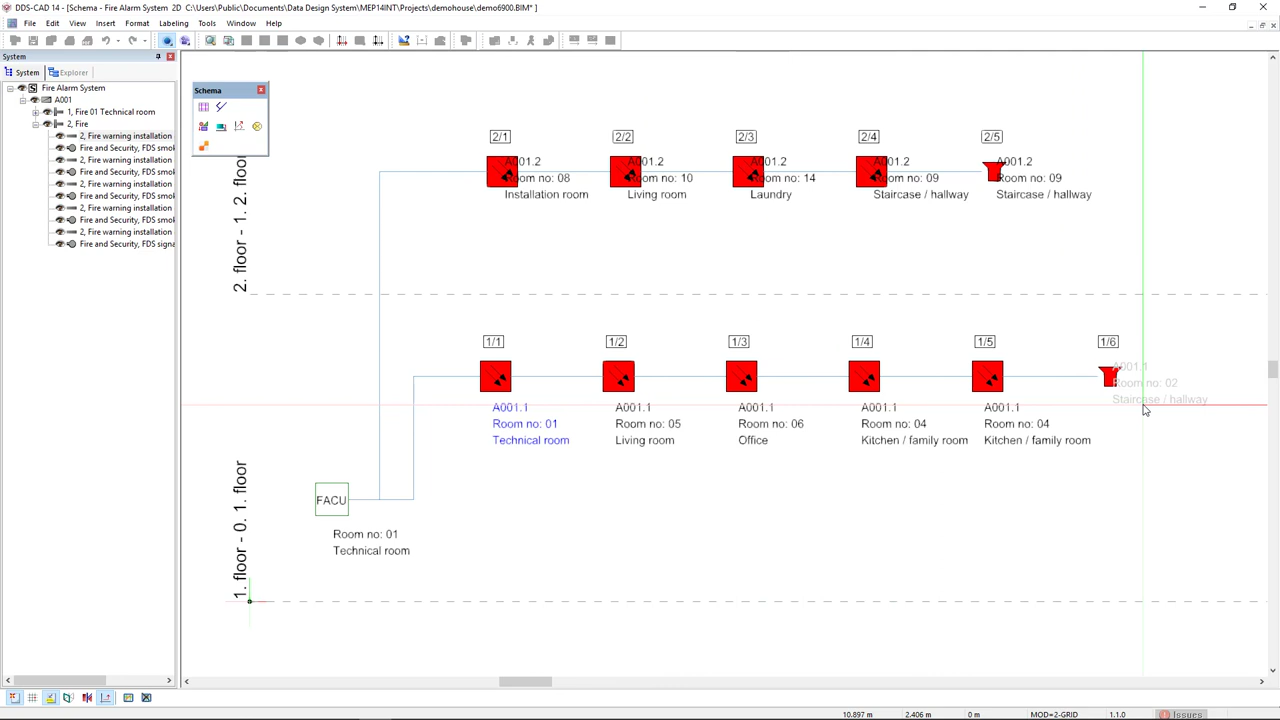 DDS-CAD 14 - [Schema - Fire Alarm System 2D C:\Users\Public\Documents\Data Design System\MEP14INT\Projects\demohouse\demo6900.BIM* ]
File Edit View Insert Format Labeling Tools Window Help
System
System Explorer
Fire Alarm System
A001
1, Fire 01 Technical room
2, Fire
2, Fire warning installation
Fire and Security, FDS smok
2, Fire warning installation
Fire and Security, FDS smok
2, Fire warning installation
Fire and Security, FDS smok
2, Fire warning installation
Fire and Security, FDS smok
2, Fire warning installation
Fire and Security, FDS signa
Schema
2. floor - 1. 2. floor
2/1 2/2 2/3 2/4 2/5
A001.2 A001.2 A001.2 A001.2 A001.2
Room no: 08 Room no: 10 Room no: 14 Room no: 09 Room no: 09
Installation room Living room Laundry Staircase / hallway Staircase / hallway
1. floor - 0. 1. floor
1/1 1/2 1/3 1/4 1/5 1/6
A001.1
Room no: 02
Staircase / hallway
A001.1 A001.1 A001.1 A001.1 A001.1
Room no: 01 Room no: 05 Room no: 06 Room no: 04 Room no: 04
Technical room Living room Office Kitchen / family room Kitchen / family room
FACU
Room no: 01
Technical room
10.897 m 2.406 m 0 m MOD=2-GRID 1.1.0 Issues